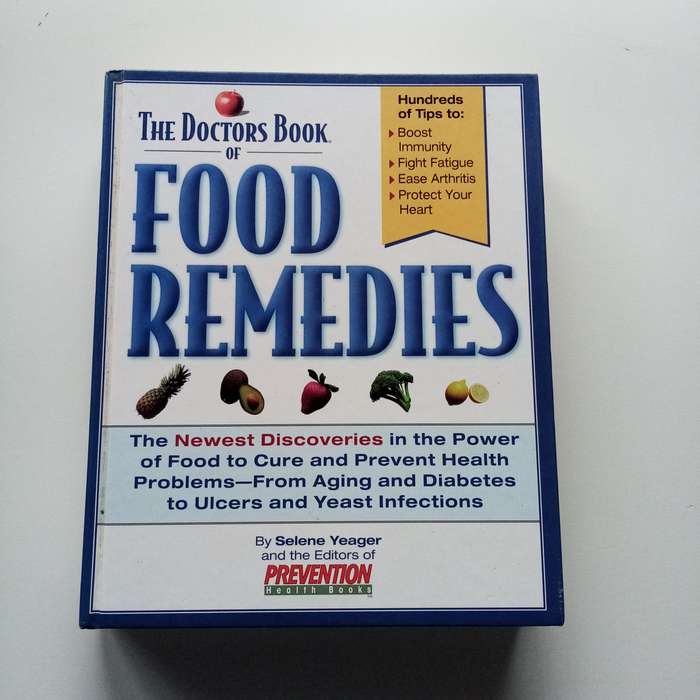 THE DOCTORS BOOK
OF
FOOD
REMEDIES
Hundreds
of Tips to:
Boost
Immunity
Fight Fatigue
Ease Arthritis
Protect Your
Heart
The Newest Discoveries in the Power
of Food to Cure and Prevent Health
Problems—From Aging and Diabetes
to Ulcers and Yeast Infections
By Selene Yeager
and the Editors of
PREVENTION
Health Books